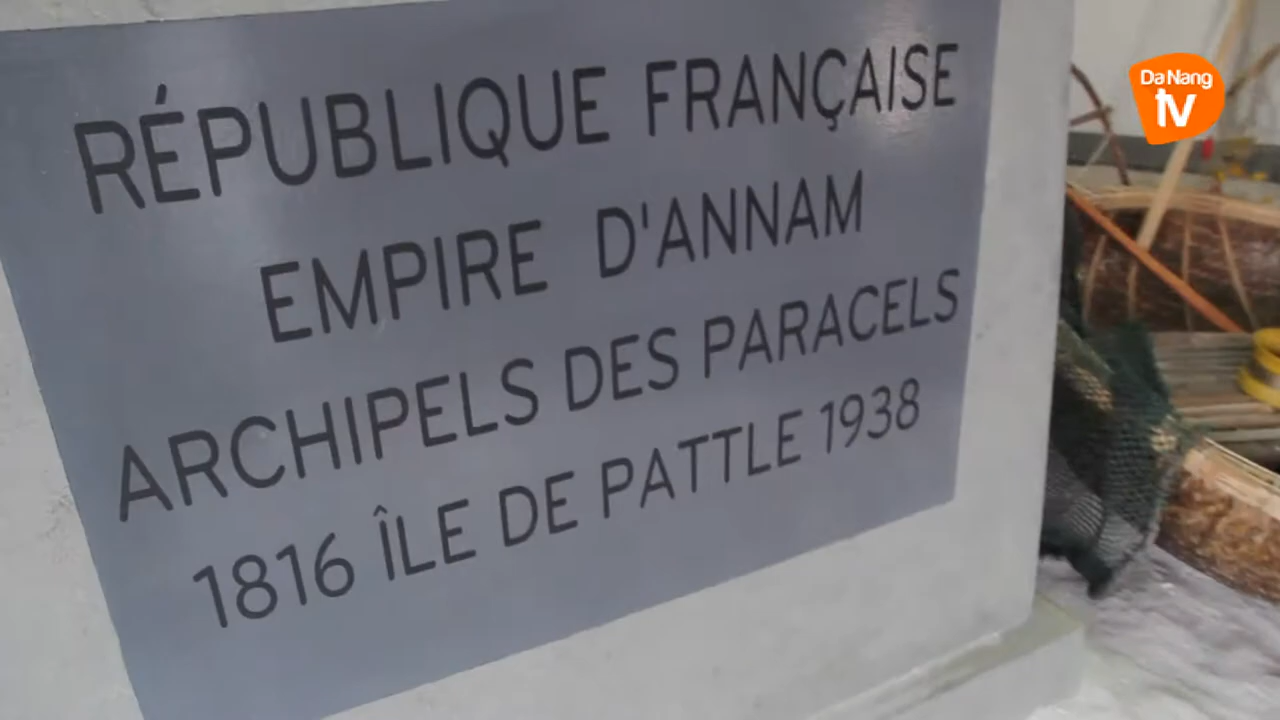 Da Nang
tv
RÉPUBLIQUE FRANÇAISE
EMPIRE D'ANNAM
ARCHIPELS DES PARACELS
1816 ÎLE DE PATTLE 1938